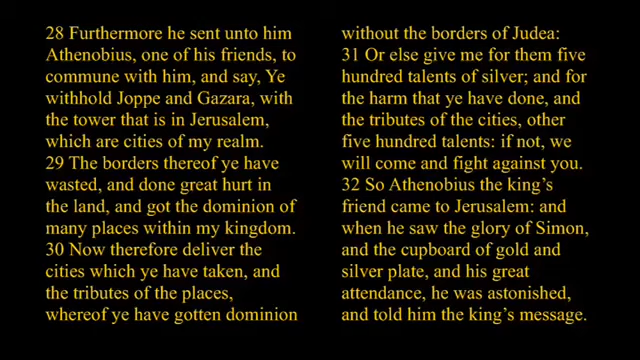 28 Furthermore he sent unto him
Athenobius, one of his friends, to
commune with him, and say, Ye
withhold Joppe and Gazara, with
the tower that is in Jerusalem,
which are cities of my realm.
29 The borders thereof ye have
wasted, and done great hurt in
the land, and got the dominion of
many places within my kingdom.
30 Now therefore deliver the
cities which ye have taken, and
the tributes of the places,
whereof ye have gotten dominion
without the borders of Judea:
31 Or else give me for them five
hundred talents of silver; and for
the harm that ye have done, and
the tributes of the cities, other
five hundred talents: if not, we
will come and fight against you.
32 So Athenobius the king's
friend came to Jerusalem: and
when he saw the glory of Simon,
and the cupboard of gold and
silver plate, and his great
attendance, he was astonished,
and told him the king's message.